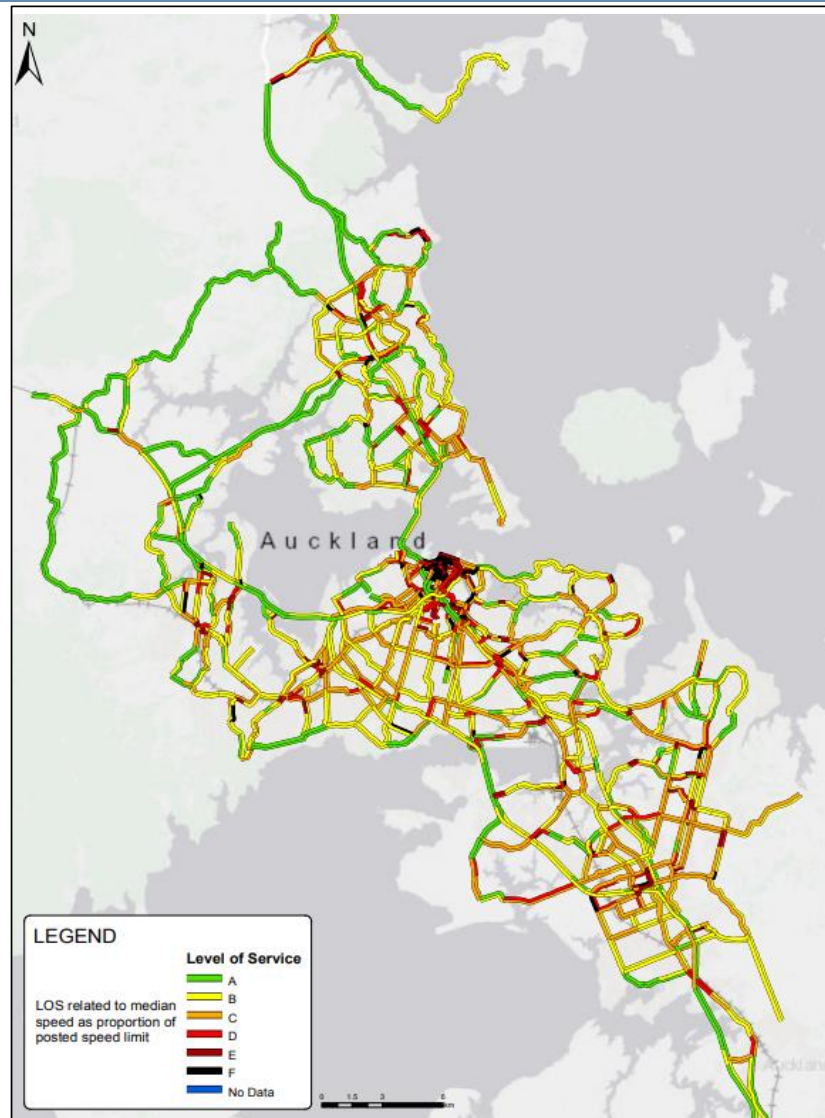 N
Auckland
LEGEND
Level of Service
A
B
LOS related to median
speed as proportion of
posted speed limit
C
D
E
F
No Data
0 1.5 3 6
km